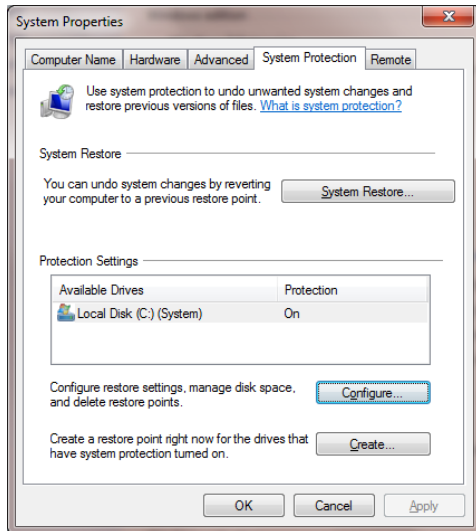 System Properties
Computer Name Hardware Advanced System Protection Remote
Use system protection to undo unwanted system changes and
restore previous versions of files. What is system protection?
System Restore
You can undo system changes by reverting
your computer to a previous restore point.
System Restore...
Protection Settings
Available Drives Protection
Local Disk (C:) (System) On
Configure restore settings, manage disk space,
and delete restore points.
Configure...
Create a restore point right now for the drives that
have system protection turned on.
Create...
OK Cancel Apply